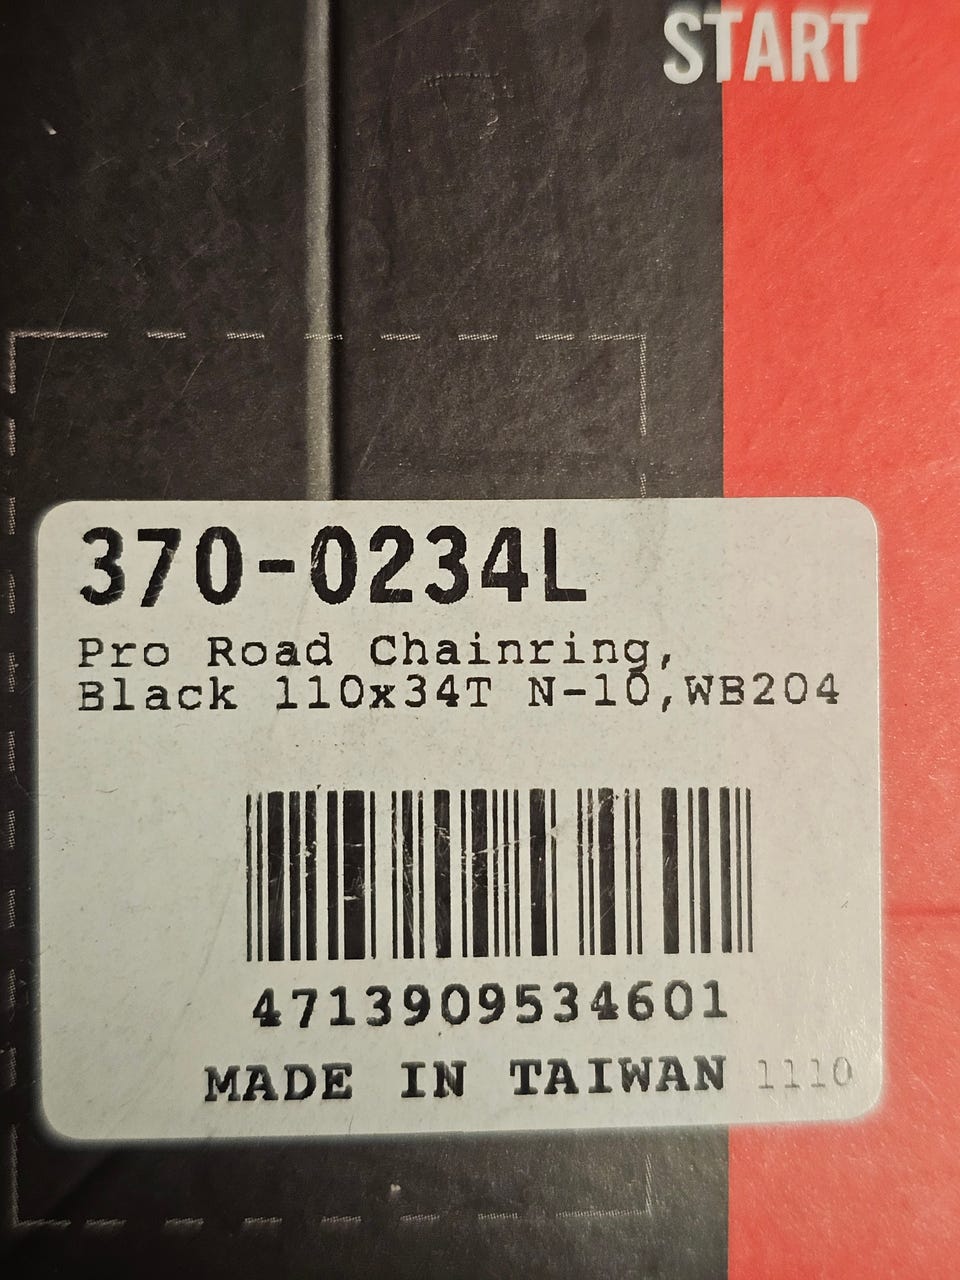 START
370-0234L
Pro Road Chainring,
Black 110x34T N-10,WB204
4713909534601
MADE IN TAIWAN 1110